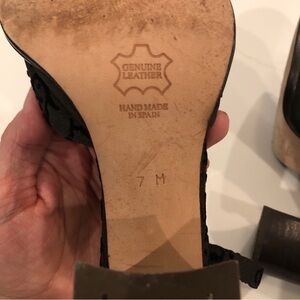 GENUINE
LEATHER
HAND MADE
IN SPAIN
7 M